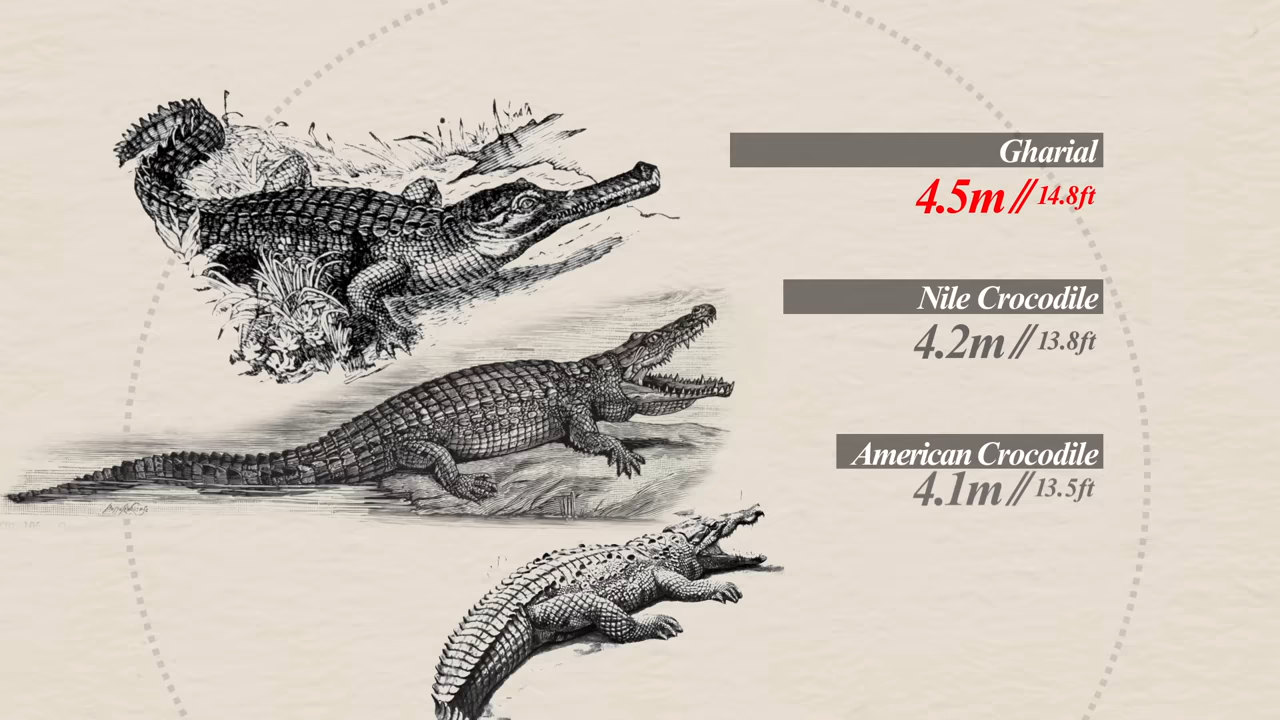 Gharial
4.5m // 14.8ft
Nile Crocodile
4.2m // 13.8ft
American Crocodile
4.1m // 13.5ft